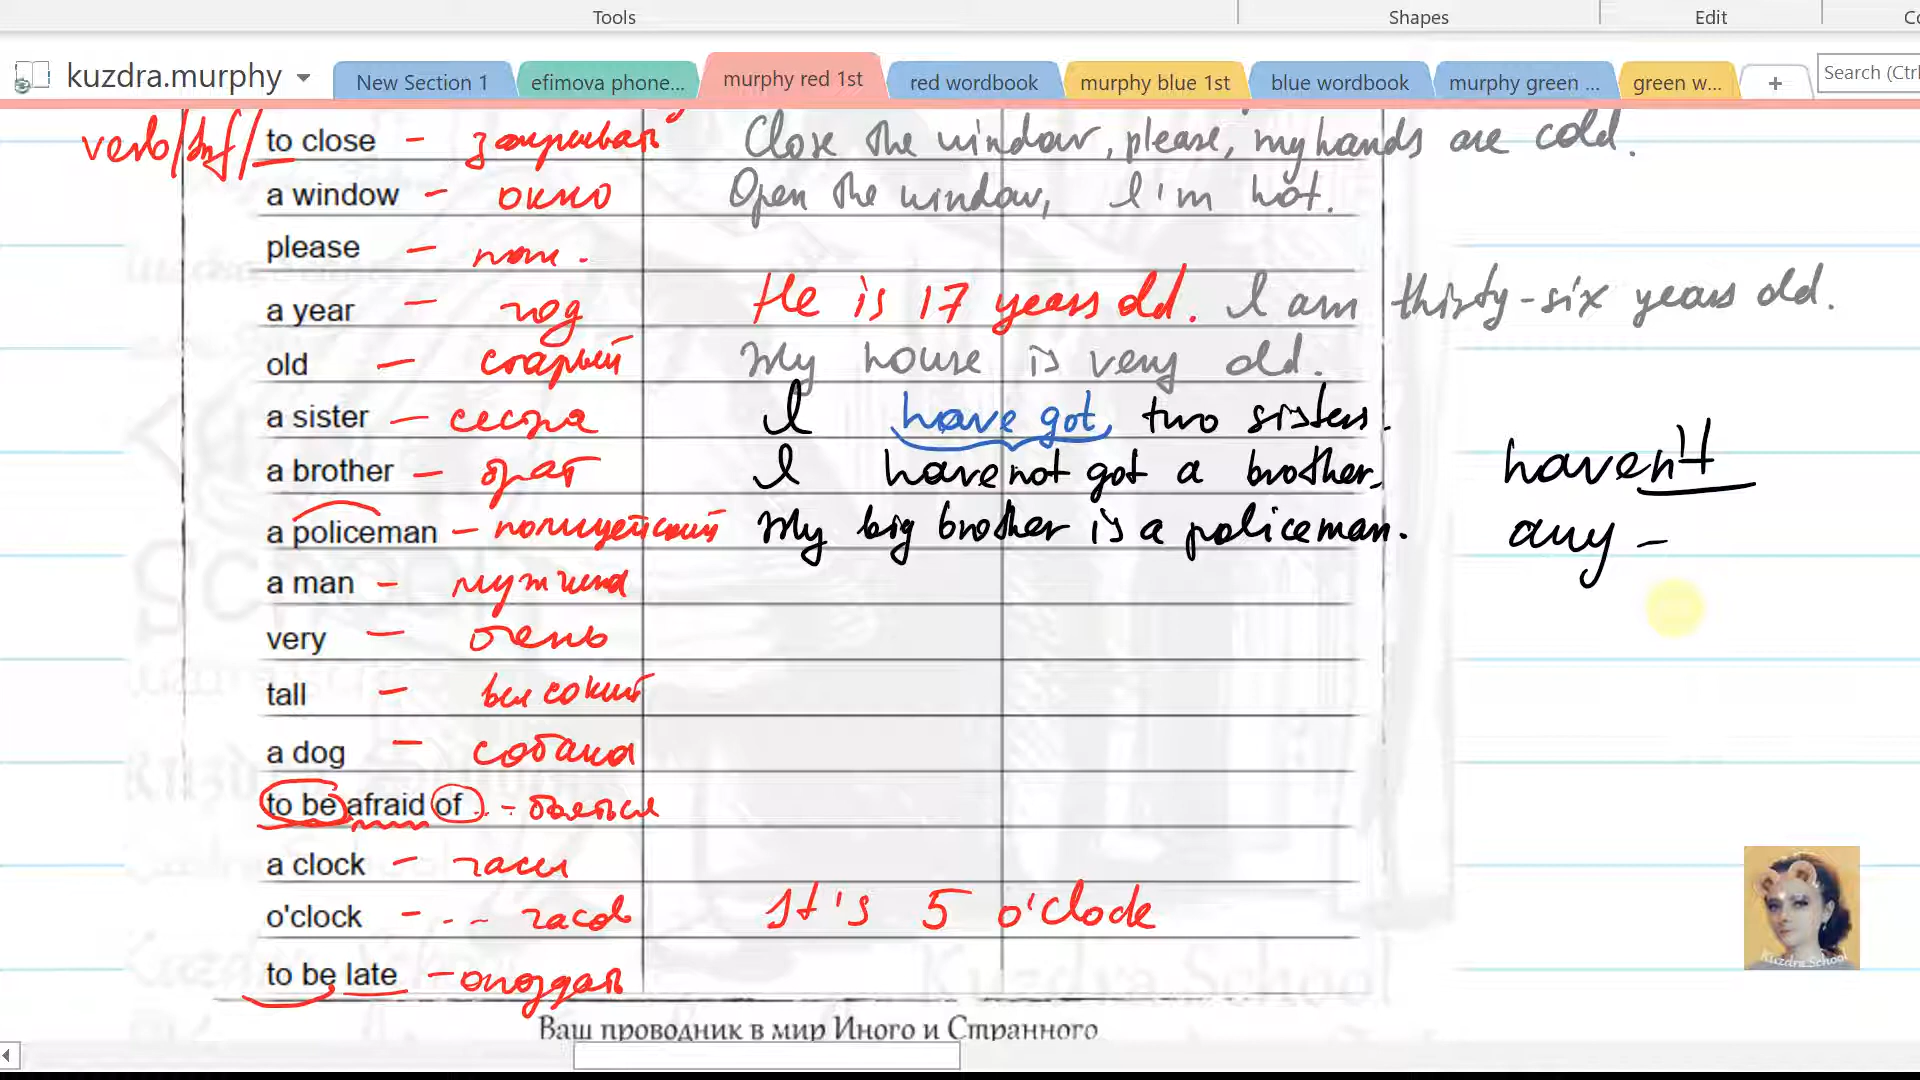 Tools Shapes Edit Co
kuzdra.murphy New Section 1 efimova phone... murphy red 1st red wordbook murphy blue 1st blue wordbook murphy green ... green w... + Search (Ctrl
verb/inf/ to close - закрывать Close the window, please, my hands are cold.
a window - окно Open the window, I'm hot.
please - пож.
a year - год He is 17 years old. I am thirty-six years old.
old - старый My house is very old.
a sister - сестра I have got two sisters.
a brother - брат I have not got a brother. haven't
a policeman - полицейский My big brother is a policeman. any -
a man - мужчина
very - очень
tall - высокий
a dog - собака
to be afraid of .. - бояться
a clock - часы
o'clock - ... часов It's 5 o'clock
to be late - опоздать
Kuzdra School
Ваш проводник в мир Иного и Странного